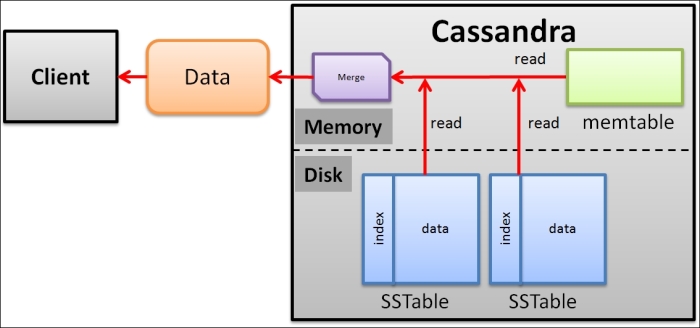 Cassandra
Client
Data
Merge
read
memtable
Memory
read
read
Disk
index
data
index
data
SSTable
SSTable